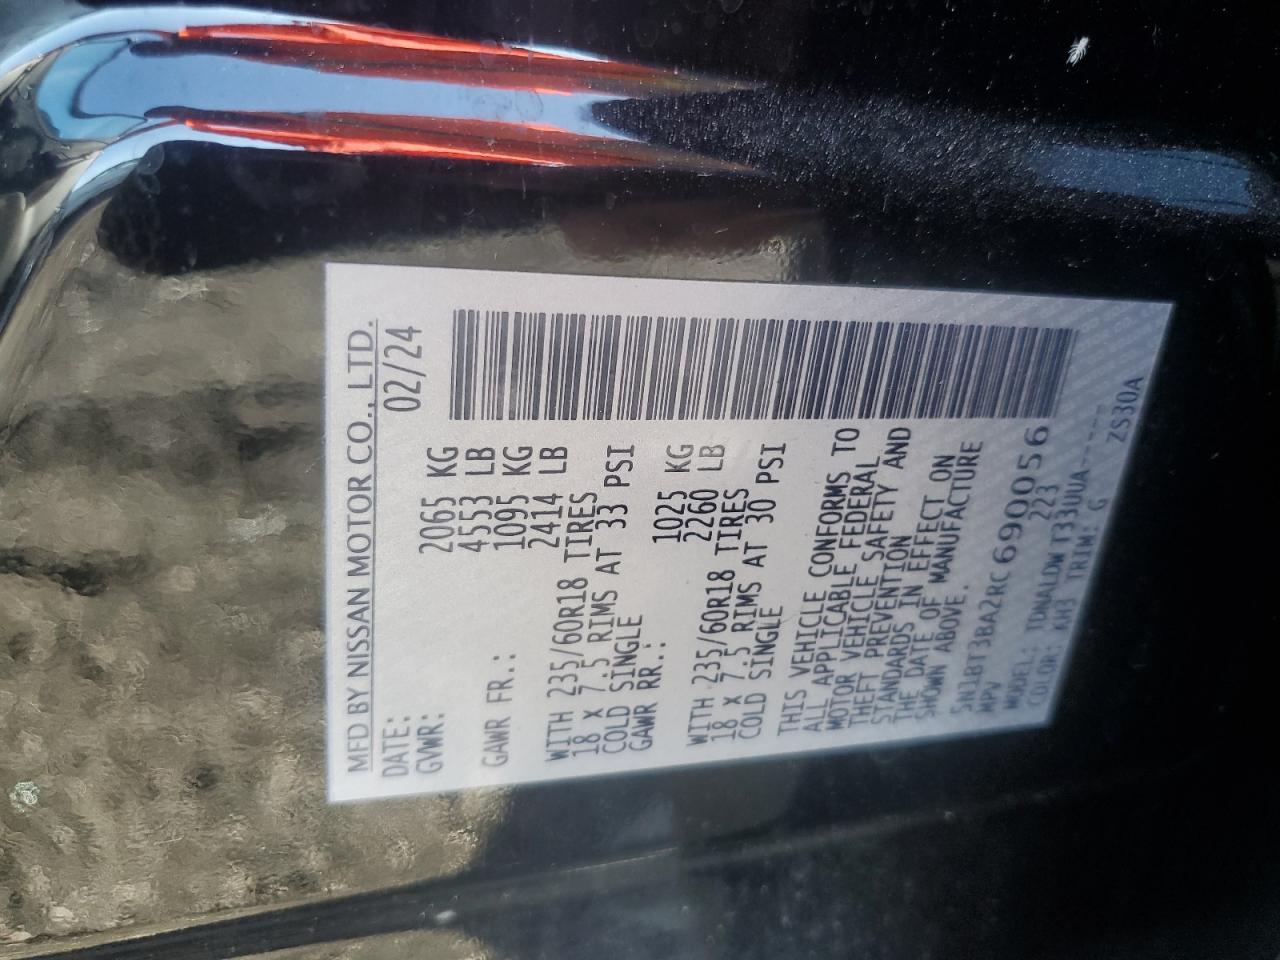 MFD BY NISSAN MOTOR CO., LTD.
DATE: 02/24
GVWR: 2065 KG
4553 LB
GAWR FR.: 1095 KG
2414 LB
WITH 235/60R18 TIRES
18 X 7.5 RIMS AT 33 PSI
COLD SINGLE
GAWR RR.: 1025 KG
2260 LB
WITH 235/60R18 TIRES
18 X 7.5 RIMS AT 30 PSI
COLD SINGLE
THIS VEHICLE CONFORMS TO
ALL APPLICABLE FEDERAL
MOTOR VEHICLE SAFETY AND
THEFT PREVENTION
STANDARDS IN EFFECT ON
THE DATE OF MANUFACTURE
SHOWN ABOVE.
5N1BT3BA2RC690056
MPV 223
MODEL: TDNALDWT33UUA-----
COLOR: KH3 TRIM: G ZS30A